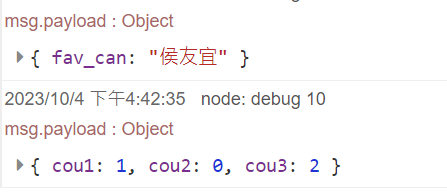 msg.payload : Object
{ fav_can: "侯友宜" }
2023/10/4 下午4:42:35 node: debug 10
msg.payload : Object
{ cou1: 1, cou2: 0, cou3: 2 }